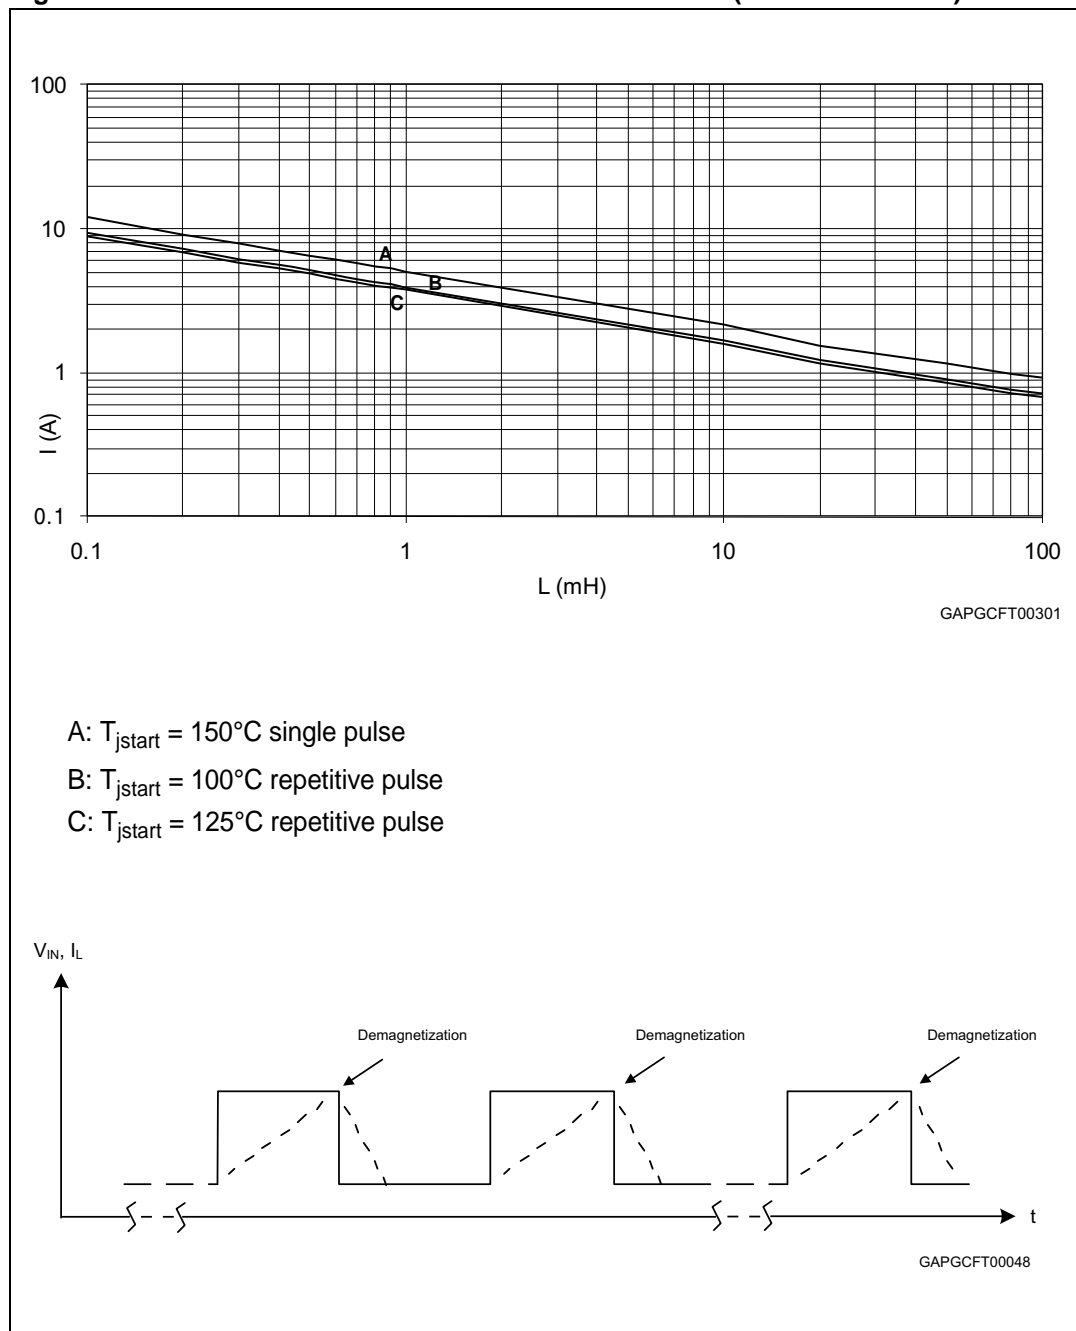 100
10
1
0.1
I (A)
A
B
C
0.1 1 10 100
L (mH)
GAPGCFT00301
A: Tjstart = 150°C single pulse
B: Tjstart = 100°C repetitive pulse
C: Tjstart = 125°C repetitive pulse
VIN, IL
Demagnetization Demagnetization Demagnetization
t
GAPGCFT00048